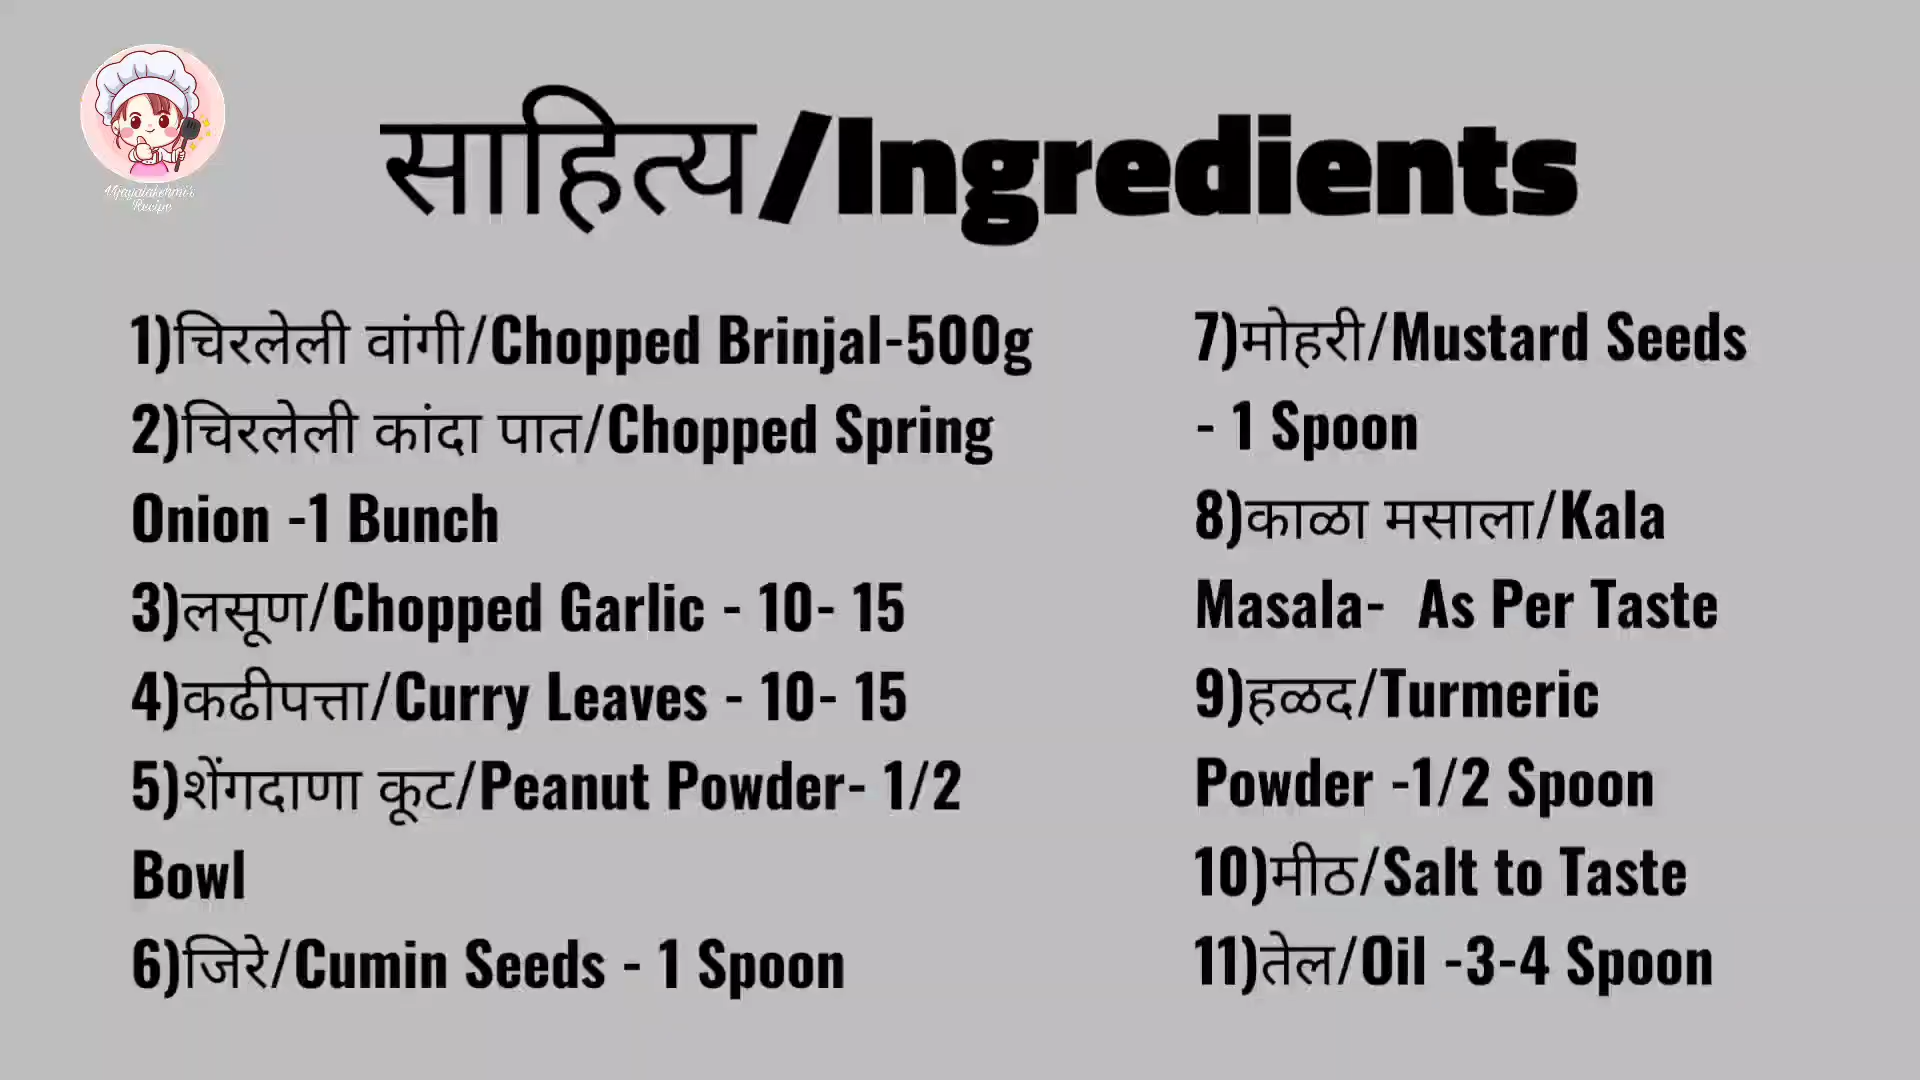 Vijayalakshmi's
Recipe
साहित्य/Ingredients
1)चिरलेली वांगी/Chopped Brinjal-500g
2)चिरलेली कांदा पात/Chopped Spring
Onion -1 Bunch
3)लसूण/Chopped Garlic - 10- 15
4)कढीपत्ता/Curry Leaves - 10- 15
5)शेंगदाणा कूट/Peanut Powder- 1/2
Bowl
6)जिरे/Cumin Seeds - 1 Spoon
7)मोहरी/Mustard Seeds
- 1 Spoon
8)काळा मसाला/Kala
Masala- As Per Taste
9)हळद/Turmeric
Powder -1/2 Spoon
10)मीठ/Salt to Taste
11)तेल/Oil -3-4 Spoon